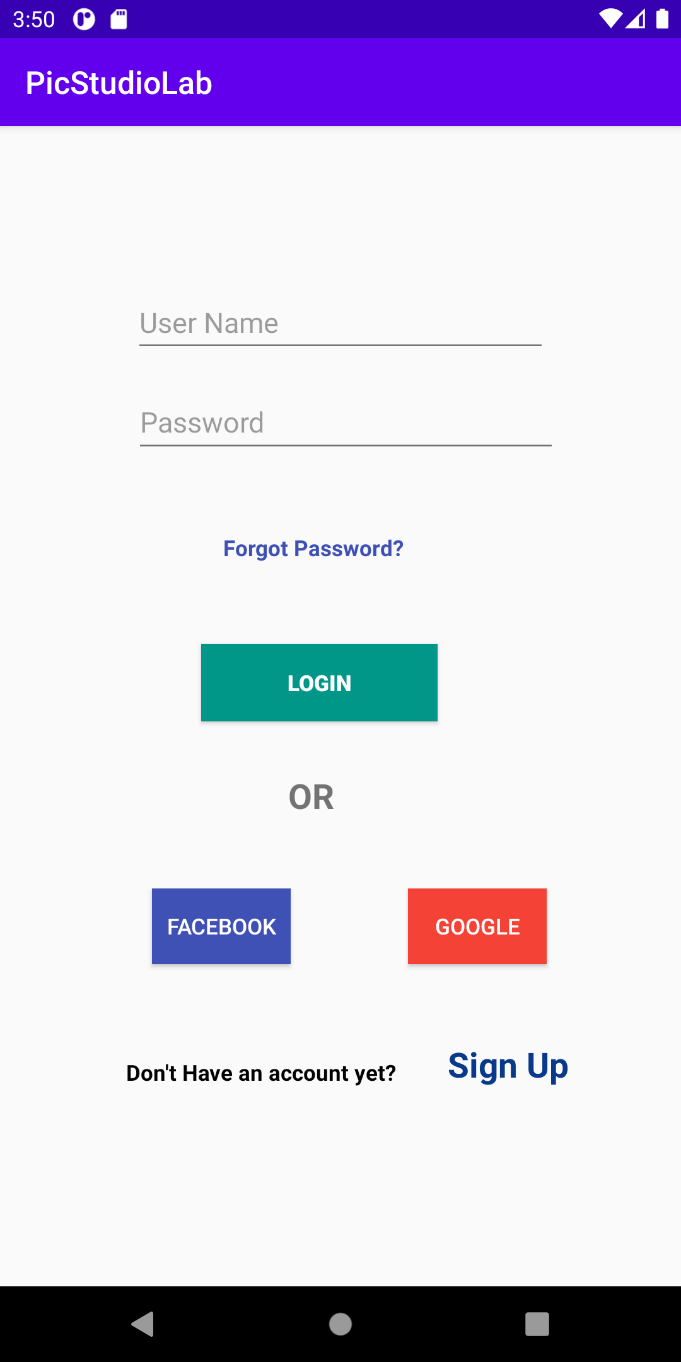 3:50
PicStudioLab
User Name
Password
Forgot Password?
LOGIN
OR
FACEBOOK GOOGLE
Don't Have an account yet? Sign Up